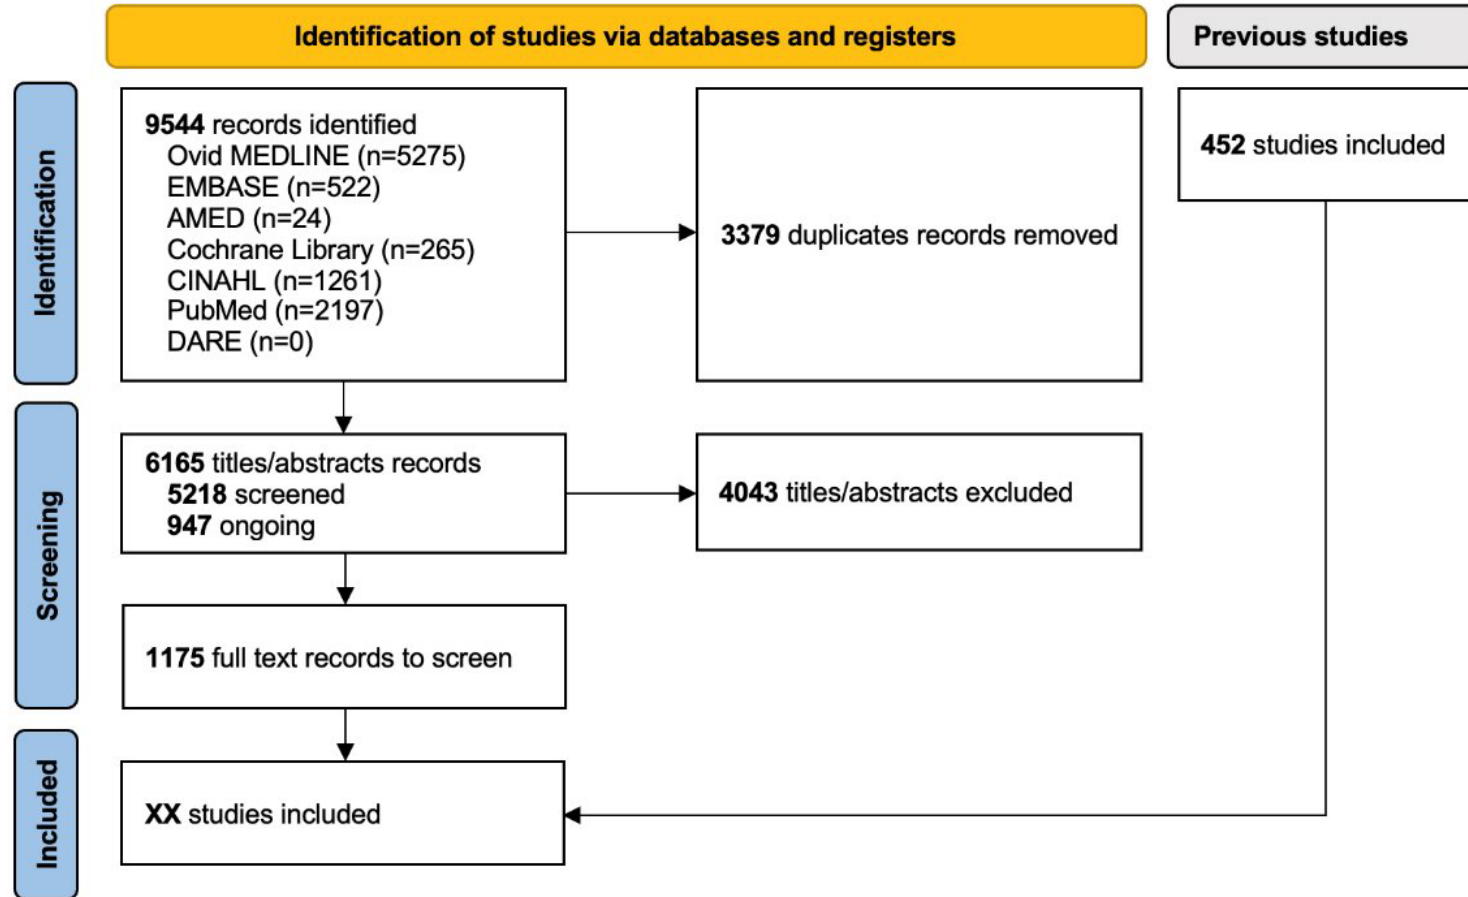 Identification of studies via databases and registers
Previous studies
Identification
9544 records identified
Ovid MEDLINE (n=5275)
EMBASE (n=522)
AMED (n=24)
Cochrane Library (n=265)
CINAHL (n=1261)
PubMed (n=2197)
DARE (n=0)
3379 duplicates records removed
452 studies included
Screening
6165 titles/abstracts records
5218 screened
947 ongoing
4043 titles/abstracts excluded
1175 full text records to screen
Included
XX studies included